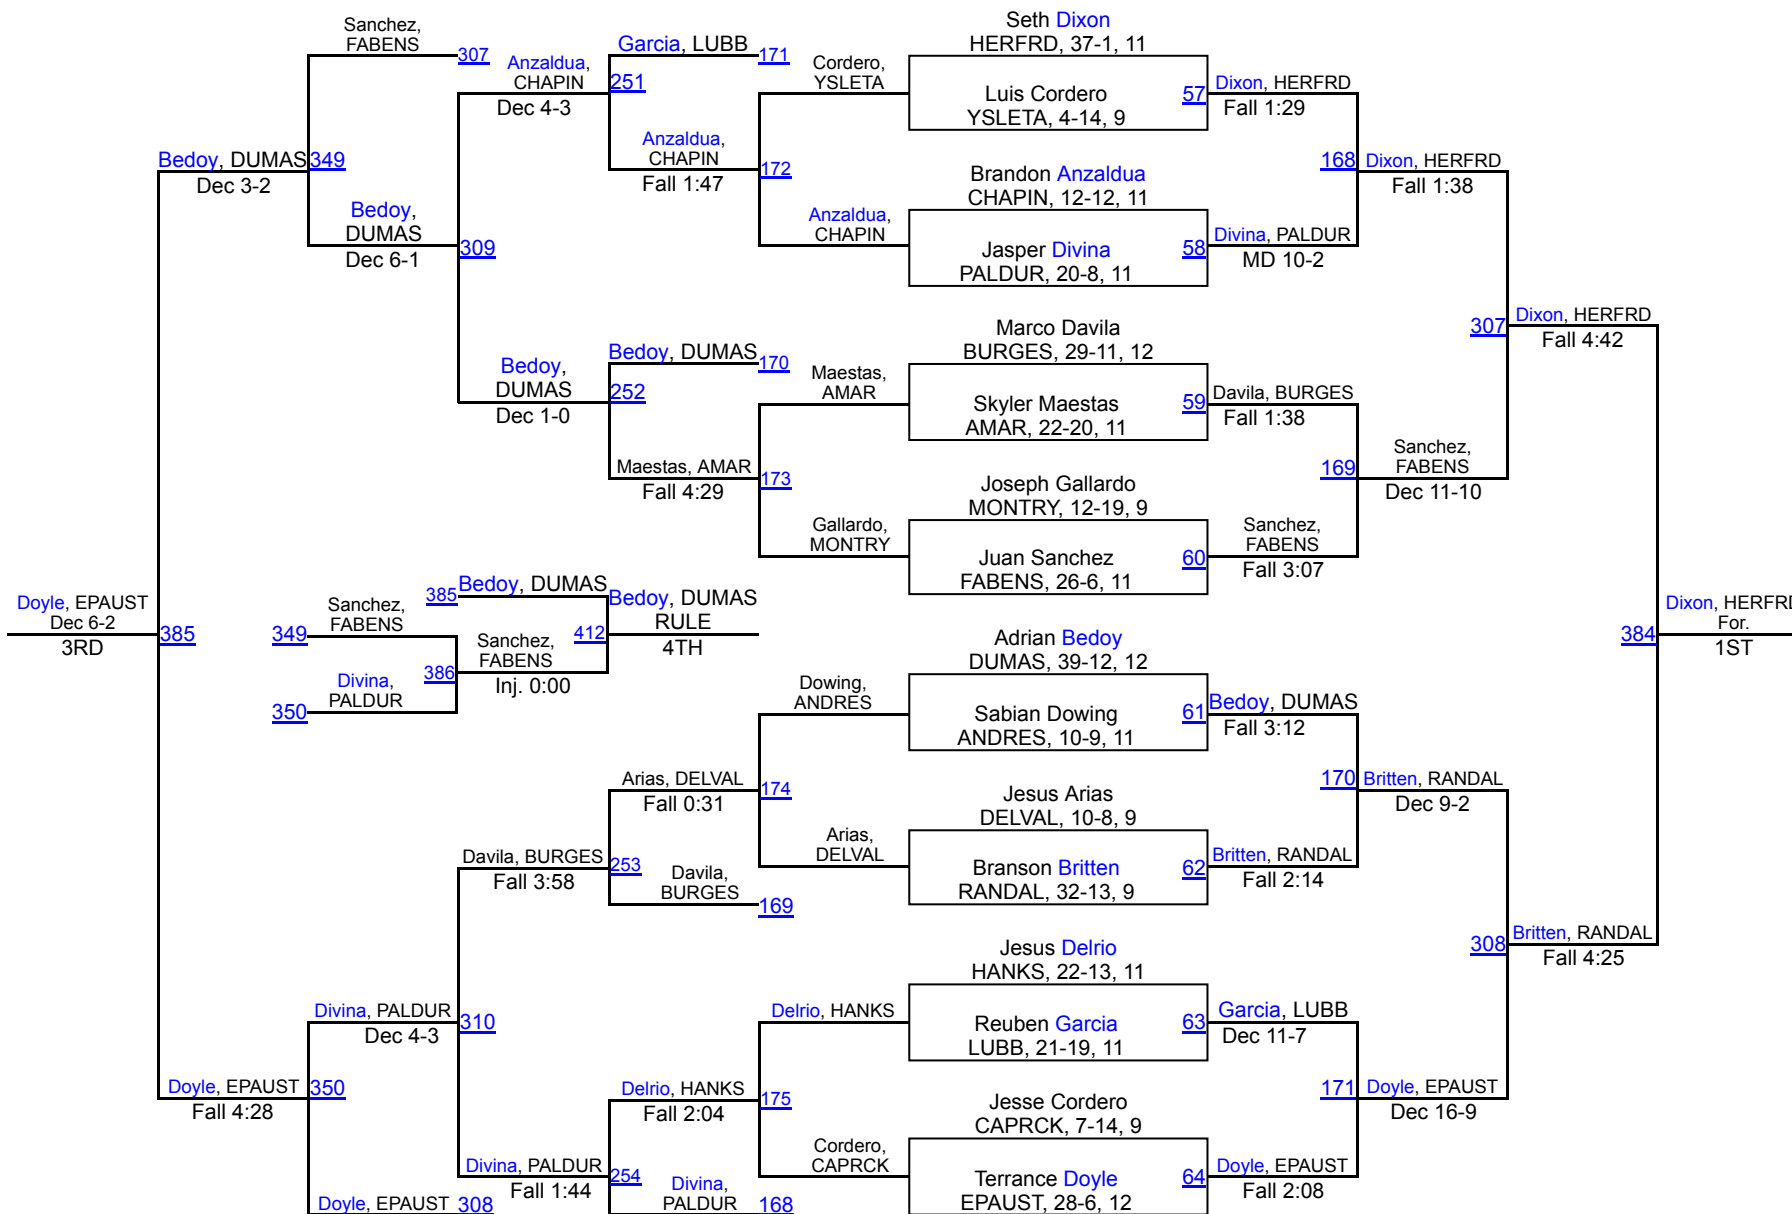 Seth Dixon
HERFRD, 37-1, 11
Luis Cordero
YSLETA, 4-14, 9
57
Brandon Anzaldua
CHAPIN, 12-12, 11
Jasper Divina
PALDUR, 20-8, 11
58
Marco Davila
BURGES, 29-11, 12
Skyler Maestas
AMAR, 22-20, 11
59
Joseph Gallardo
MONTRY, 12-19, 9
Juan Sanchez
FABENS, 26-6, 11
60
Adrian Bedoy
DUMAS, 39-12, 12
Sabian Dowing
ANDRES, 10-9, 11
61
Jesus Arias
DELVAL, 10-8, 9
Branson Britten
RANDAL, 32-13, 9
62
Jesus Delrio
HANKS, 22-13, 11
Reuben Garcia
LUBB, 21-19, 11
63
Jesse Cordero
CAPRCK, 7-14, 9
Terrance Doyle
EPAUST, 28-6, 12
64
Dixon, HERFRD
Fall 1:29
168
Divina, PALDUR
MD 10-2
Davila, BURGES
Fall 1:38
169
Sanchez,
FABENS
Fall 3:07
Bedoy, DUMAS
Fall 3:12
170
Britten, RANDAL
Fall 2:14
Garcia, LUBB
Dec 11-7
171
Doyle, EPAUST
Fall 2:08
Dixon, HERFRD
Fall 1:38
307
Sanchez,
FABENS
Dec 11-10
Britten, RANDAL
Dec 9-2
308
Doyle, EPAUST
Dec 16-9
Dixon, HERFRD
Fall 4:42
384
Britten, RANDAL
Fall 4:25
Dixon, HERFRD
For.
1ST
Cordero,
YSLETA
172
Anzaldua,
CHAPIN
Maestas,
AMAR
173
Gallardo,
MONTRY
Dowing,
ANDRES
174
Arias,
DELVAL
Delrio, HANKS
175
Cordero,
CAPRCK
Garcia, LUBB
171
251
Anzaldua,
CHAPIN
Fall 1:47
Bedoy, DUMAS
170
252
Maestas, AMAR
Fall 4:29
Arias, DELVAL
Fall 0:31
253
Davila,
BURGES
169
Delrio, HANKS
Fall 2:04
254
Divina,
PALDUR
168
Anzaldua,
CHAPIN
Dec 4-3
309
Bedoy,
DUMAS
Dec 1-0
Davila, BURGES
Fall 3:58
310
Divina, PALDUR
Fall 1:44
Sanchez,
FABENS
307
349
Bedoy,
DUMAS
Dec 6-1
Divina, PALDUR
Dec 4-3
350
Doyle, EPAUST
308
Bedoy, DUMAS
Dec 3-2
385
Doyle, EPAUST
Fall 4:28
Doyle, EPAUST
Dec 6-2
3RD
349
Sanchez,
FABENS
386
350
Divina,
PALDUR
385
Bedoy, DUMAS
412
Sanchez,
FABENS
Inj. 0:00
Bedoy, DUMAS
RULE
4TH